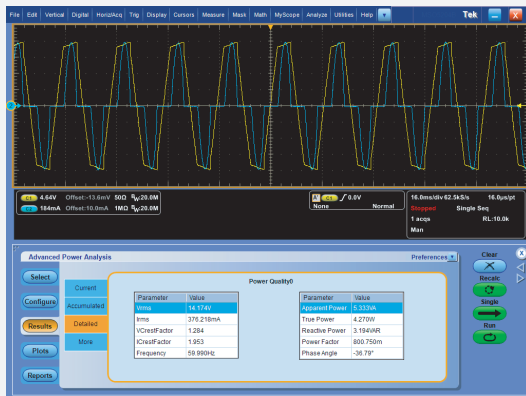 File Edit Vertical Digital Horiz/Acq Trig Display Cursors Measure Mask Math MyScope Analyze Utilities Help Tek X
C1 4.64V Offset:-13.6mV 50Ω BW:20.0M
184mA Offset:10.0mA 1MΩ BW:20.0M
A' C1 0.0V
None Normal
16.0ms/div 62.5kS/s 16.0µs/pt
Stopped Single Seq
1 acqs RL:10.0k
Man
Advanced Power Analysis
Preferences
Clear
X
Recalc
Single
Run
Select
Configure
Results
Plots
Reports
Current
Accumulated
Detailed
More
Power Quality0
Parameter Value
Vrms 14.174V
Irms 376.218mA
VCrestFactor 1.284
ICrestFactor 1.953
Frequency 59.990Hz
Parameter Value
Apparent Power 5.333VA
True Power 4.270W
Reactive Power 3.194VAR
Power Factor 800.750m
Phase Angle -36.79°